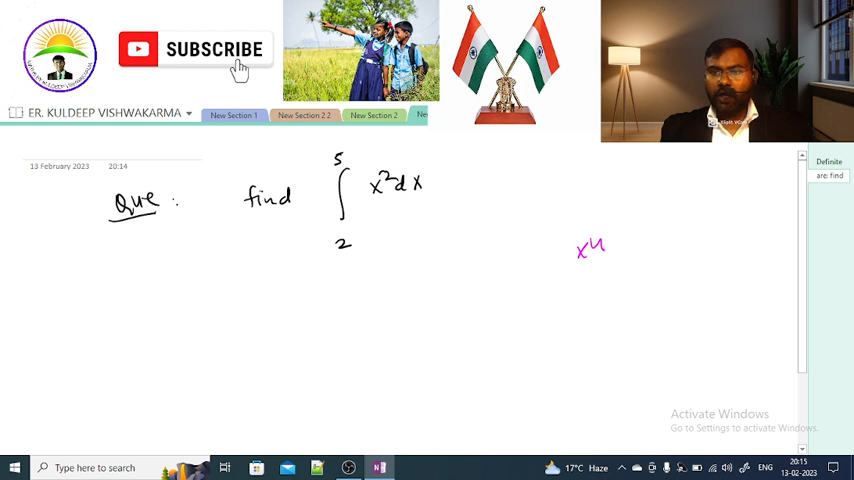 SUBSCRIBE
ER. KULDEEP VISHWAKARMA
New Section 1
New Section 2 2
New Section 2
Ne
Definite
are: find
13 February 2023 20:14
Que : find ∫₂⁵ x²dx
x⁴
Activate Windows
Go to Settings to activate Windows.
Type here to search
17°C Haze
ENG
20:15
13-02-2023